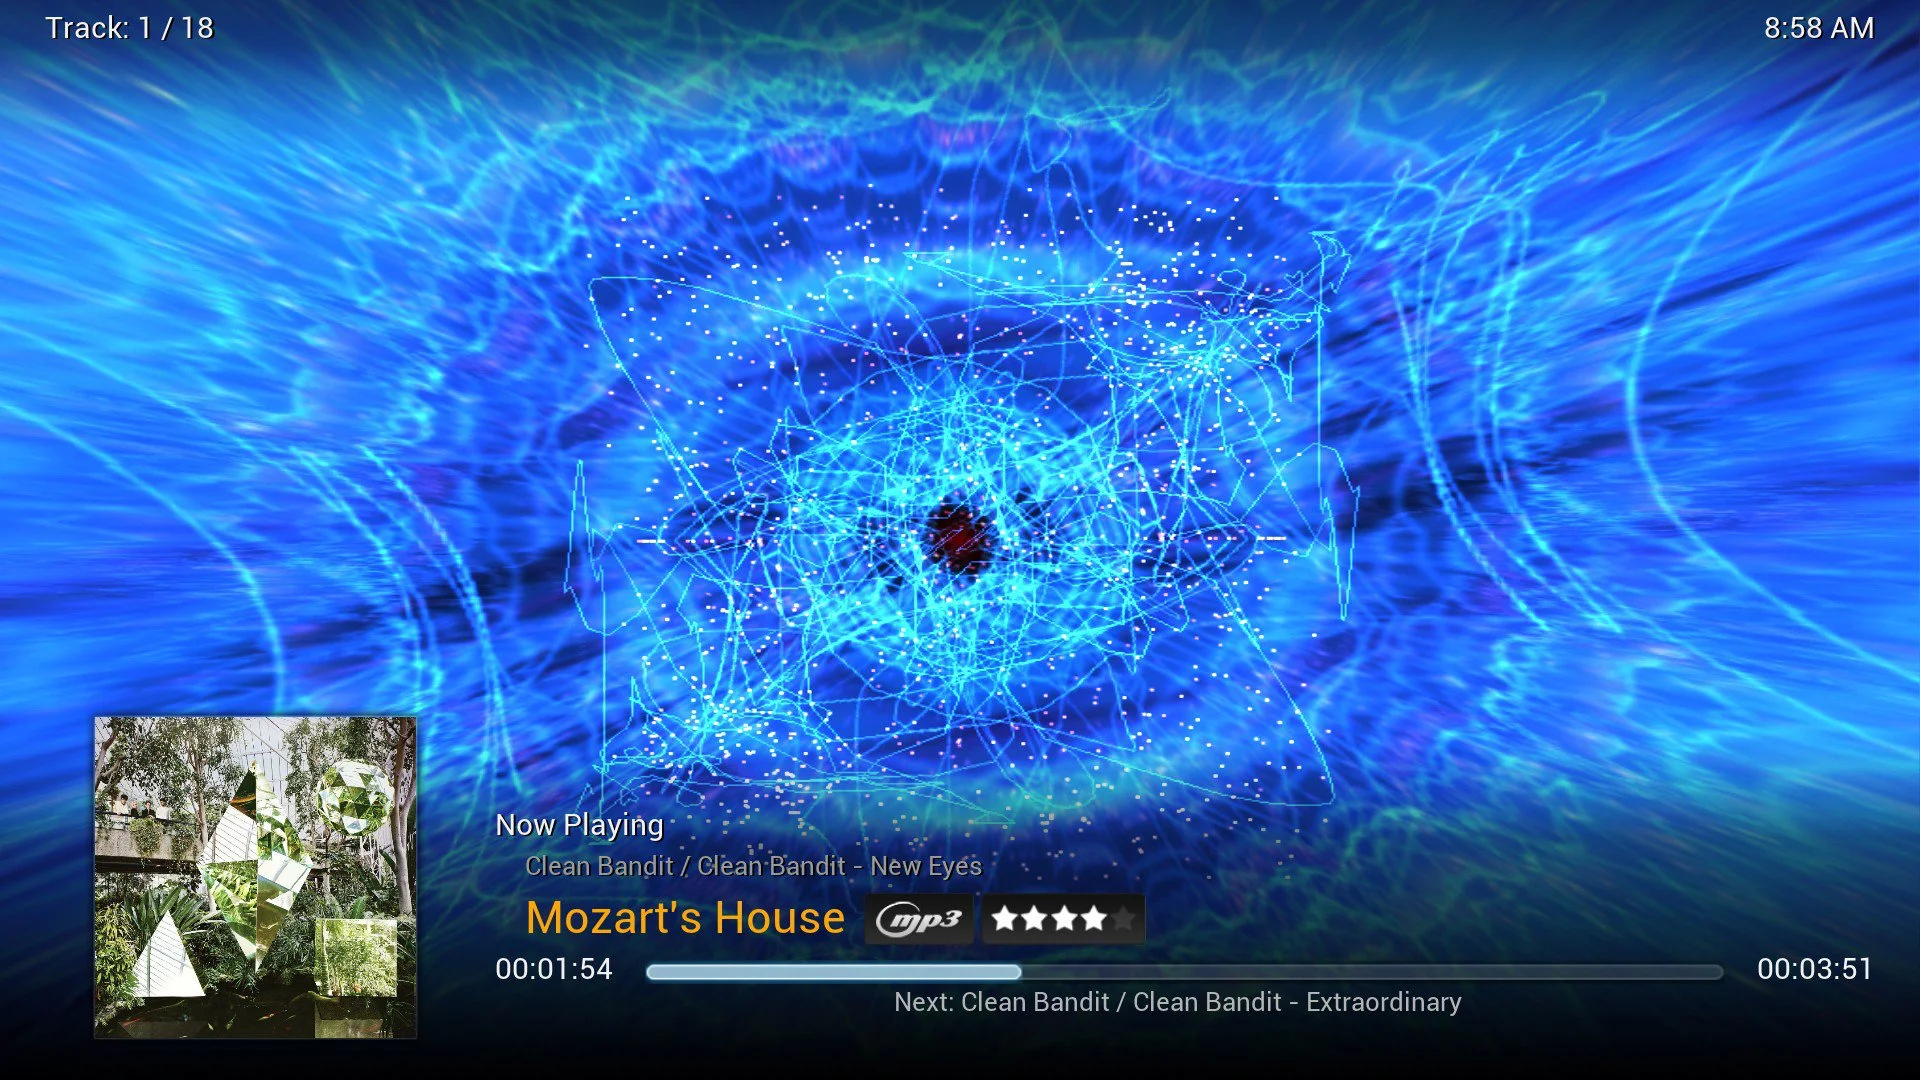 Track: 1 / 18
8:58 AM
Now Playing
Clean Bandit / Clean Bandit - New Eyes
Mozart's House mp3
00:01:54 00:03:51
Next: Clean Bandit / Clean Bandit - Extraordinary